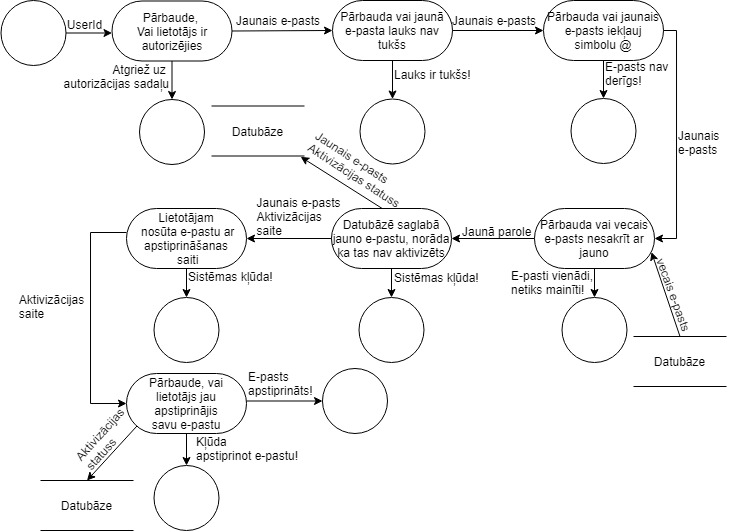 UserId
Pārbaude,
Vai lietotājs ir
autorizējies
Jaunais e-pasts
Pārbauda vai jaunā
e-pasta lauks nav
tukšs
Jaunais e-pasts
Pārbauda vai jaunais
e-pasts iekļauj
simbolu @
Atgriež uz
autorizācijas sadaļu
Lauks ir tukšs!
E-pasts nav
derīgs!
Datubāze
Jaunais e-pasts
Aktivizācijas statuss
Jaunais
e-pasts
Lietotājam
nosūta e-pastu ar
apstiprināšanas
saiti
Jaunais e-pasts
Aktivizācijas
saite
Datubāzē saglabā
jauno e-pastu, norāda
ka tas nav aktivizēts
Jaunā parole
Pārbauda vai vecais
e-pasts nesakrīt ar
jauno
Sistēmas kļūda!
Sistēmas kļūda!
E-pasti vienādi,
netiks mainīti!
vecais e-pasts
Datubāze
Aktivizācijas
saite
Pārbaude, vai
lietotājs jau
apstiprinājis
savu e-pastu
E-pasts
apstiprināts!
Aktivizācijas
statuss
Kļūda
apstiprinot e-pastu!
Datubāze